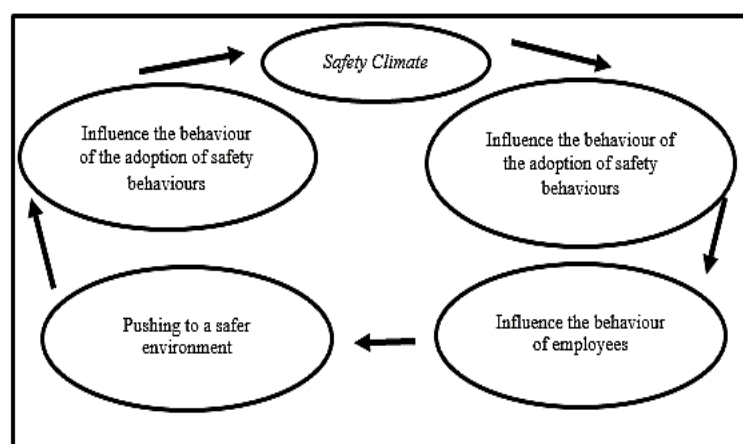 Safety Climate
Influence the behaviour
of the adoption of safety
behaviours
Influence the behaviour of
the adoption of safety
behaviours
Pushing to a safer
environment
Influence the behaviour
of employees